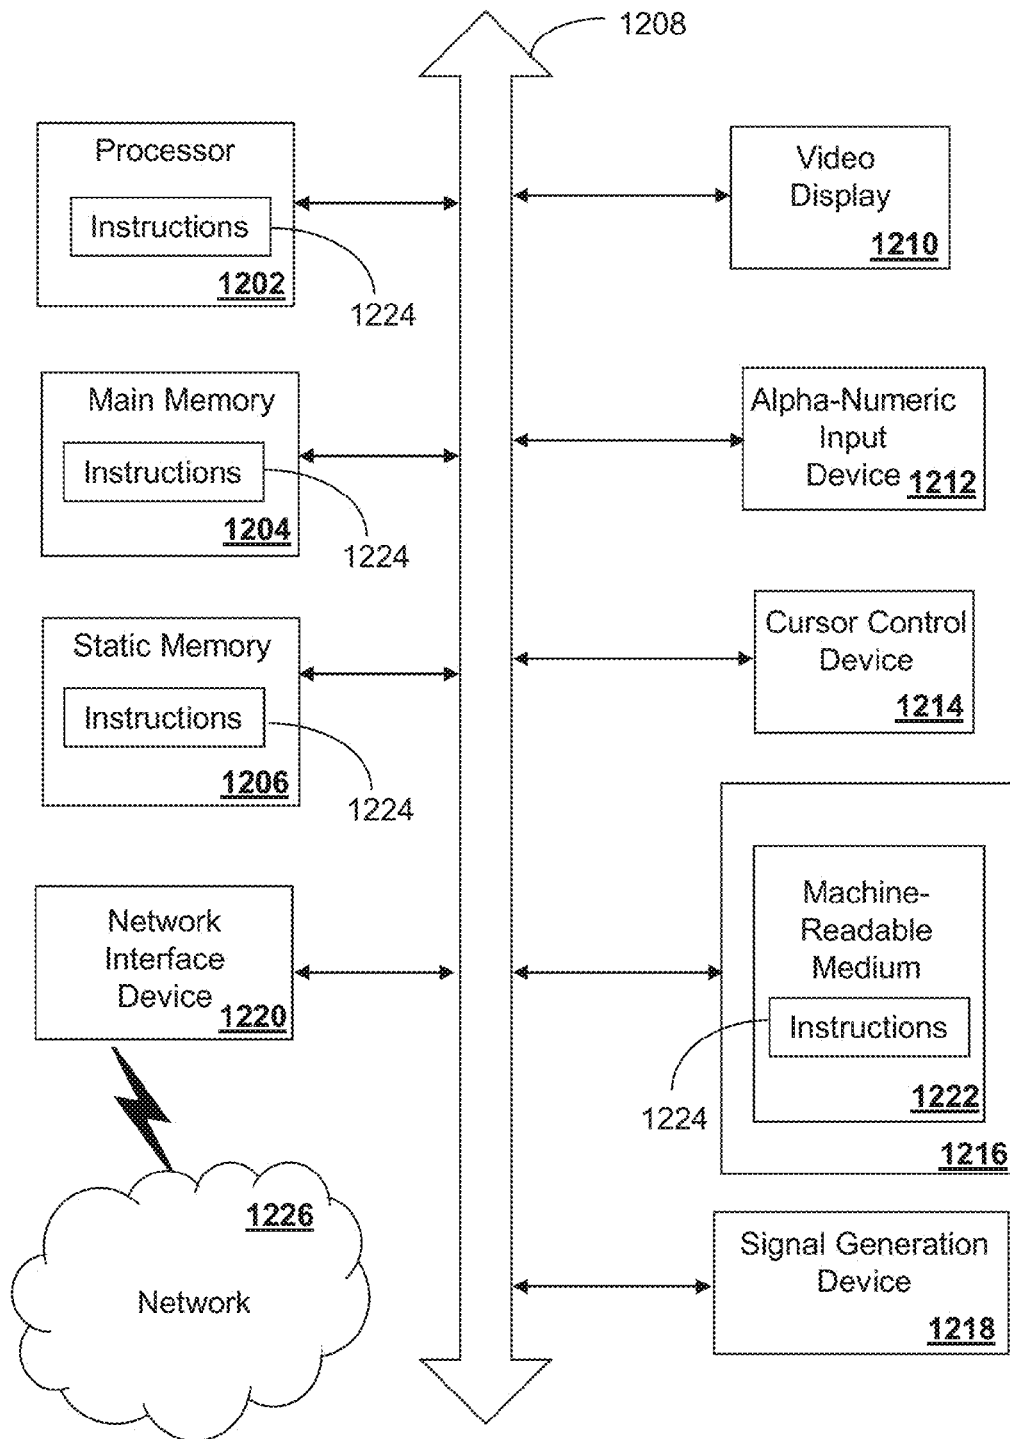 1208
Processor
Instructions
1202
1224
Video
Display
1210
Main Memory
Instructions
1204
1224
Alpha-Numeric
Input
Device
1212
Static Memory
Instructions
1206
1224
Cursor Control
Device
1214
Network
Interface
Device
1220
Machine-
Readable
Medium
Instructions
1222
1224
1216
1226
Network
Signal Generation
Device
1218